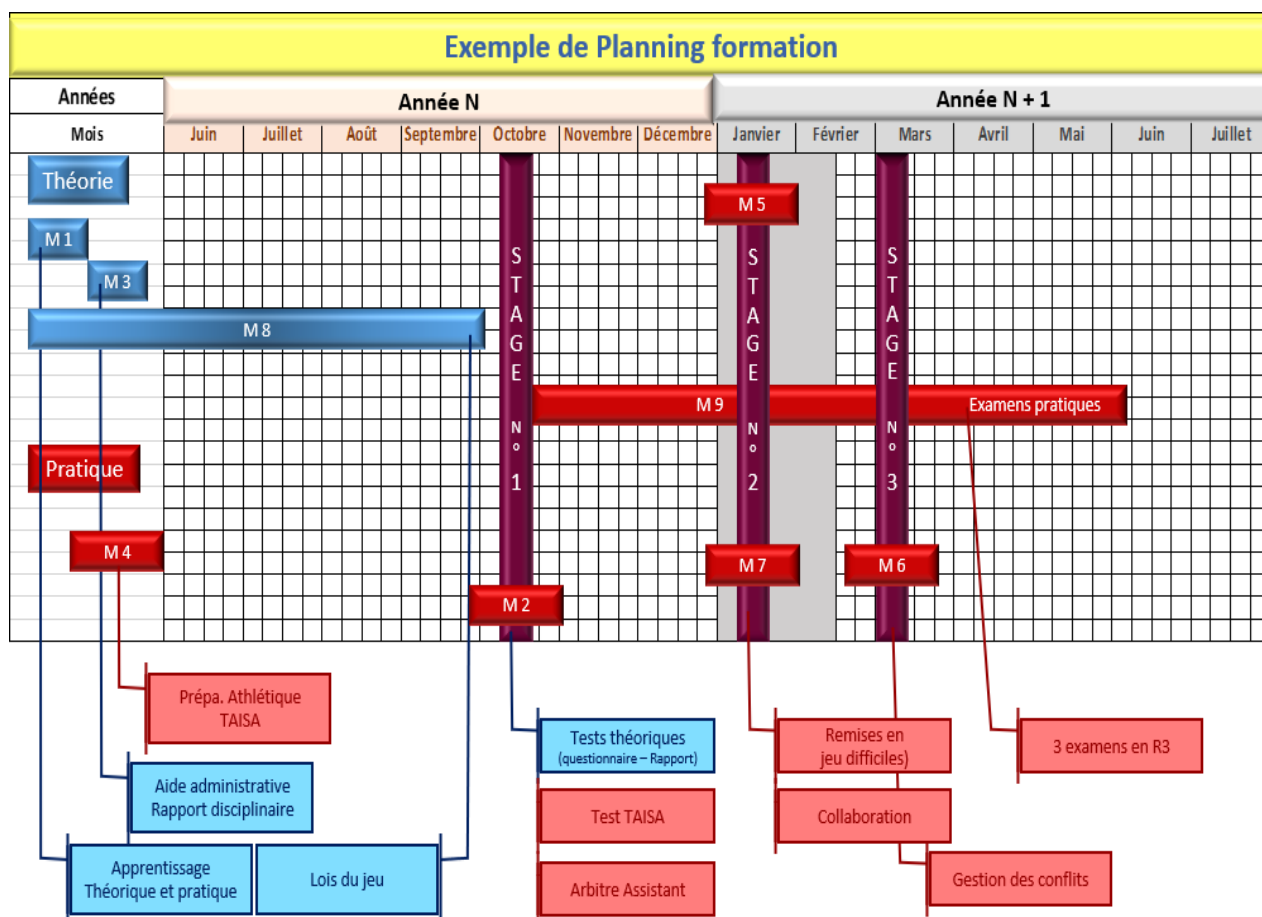 Exemple de Planning formation
Années
Année N
Année N + 1
Mois
Juin
Juillet
Août
Septembre
Octobre
Novembre
Décembre
Janvier
Février
Mars
Avril
Mai
Juin
Juillet
Théorie
M 5
M 1
M 3
M 8
STAGE N° 1
STAGE N° 2
STAGE N° 3
M 9
Examens pratiques
Pratique
M 4
M 7
M 6
M 2
Prépa. Athlétique
TAISA
Tests théoriques
(questionnaire – Rapport)
Remises en
jeu difficiles)
3 examens en R3
Aide administrative
Rapport disciplinaire
Test TAISA
Collaboration
Apprentissage
Théorique et pratique
Lois du jeu
Arbitre Assistant
Gestion des conflits